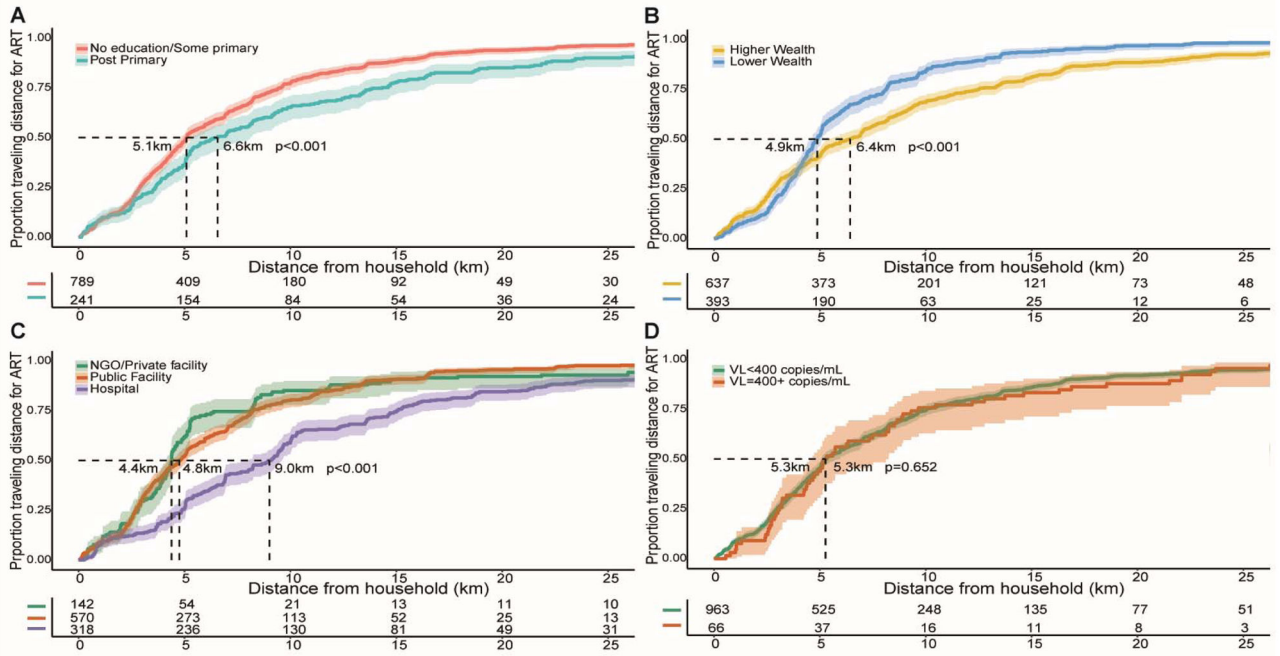 A
Prportion traveling distance for ART
1.00
0.75
0.50
0.25
0.00
No education/Some primary
Post Primary
5.1km 6.6km p<0.001
0 5 10 15 20 25
Distance from household (km)
789 409 180 92 49 30
241 154 84 54 36 24
0 5 10 15 20 25
B
Prportion traveling distance for ART
1.00
0.75
0.50
0.25
0.00
Higher Wealth
Lower Wealth
4.9km 6.4km p<0.001
0 5 10 15 20 25
Distance from household (km)
637 373 201 121 73 48
393 190 63 25 12 6
0 5 10 15 20 25
C
Prportion traveling distance for ART
1.00
0.75
0.50
0.25
0.00
NGO/Private facility
Public Facility
Hospital
4.4km 4.8km 9.0km p<0.001
0 5 10 15 20 25
Distance from household (km)
142 54 21 13 11 10
570 273 113 52 25 13
318 236 130 81 49 31
0 5 10 15 20 25
D
Prportion traveling distance for ART
1.00
0.75
0.50
0.25
0.00
VL<400 copies/mL
VL=400+ copies/mL
5.3km 5.3km p=0.652
0 5 10 15 20 25
Distance from household (km)
963 525 248 135 77 51
66 37 16 11 8 3
0 5 10 15 20 25